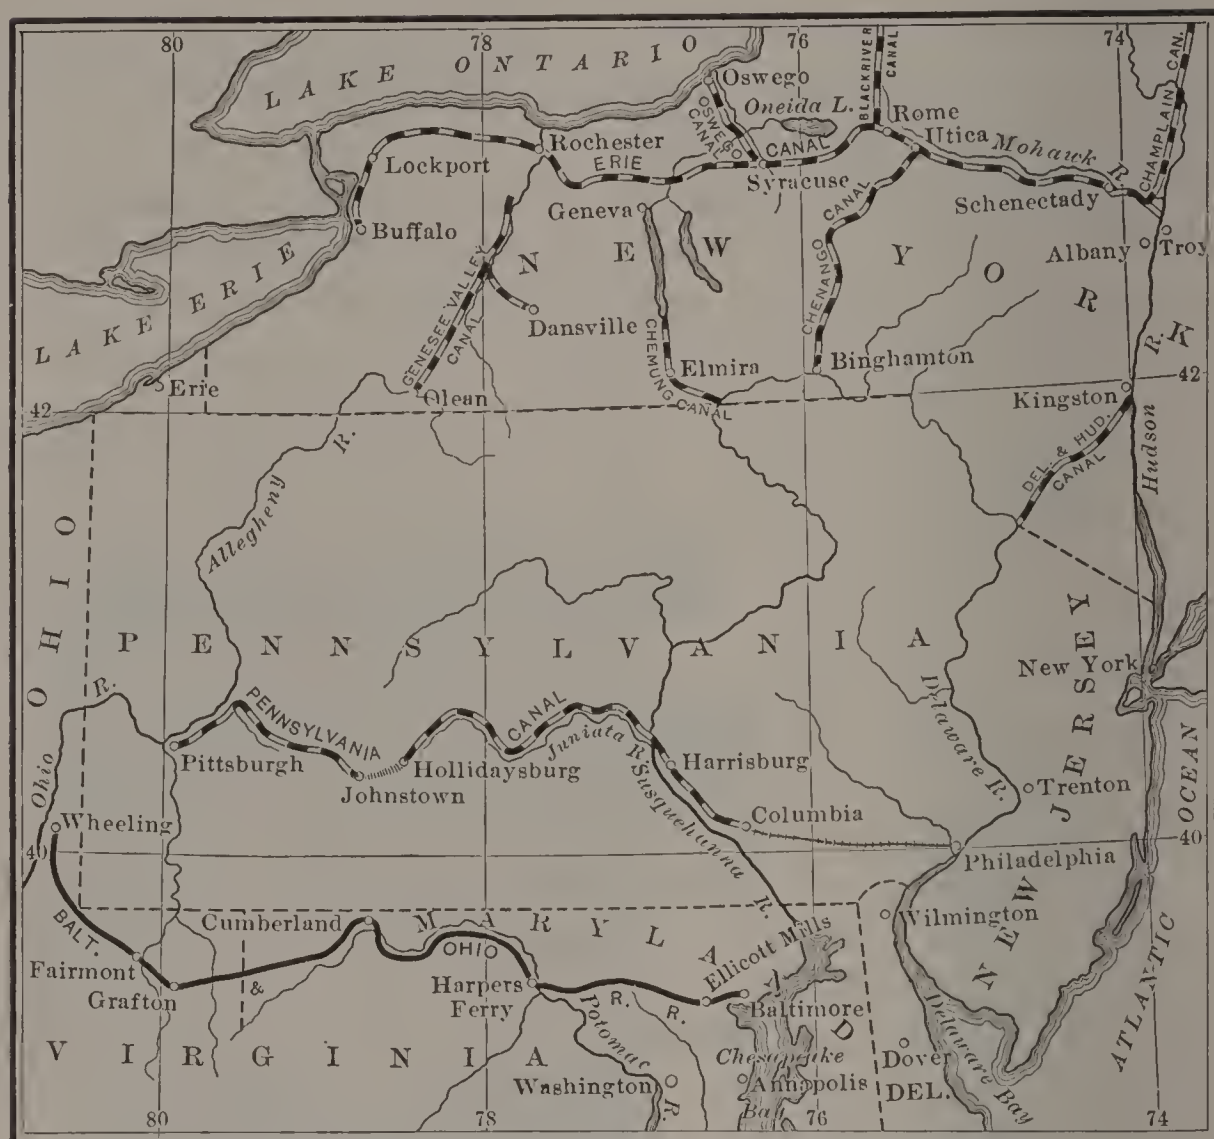 80
78
76
74
LAKE ONTARIO
Oswego
OSWEGO CANAL
Oneida L.
BLACKRIVER CANAL
Rome
Utica
Mohawk R.
CHAMPLAIN CAN.
Rochester
Lockport
ERIE CANAL
Syracuse
Schenectady
Geneva
Buffalo
Albany
Troy
LAKE ERIE
NEW YORK
GENESEE VALLEY CANAL
Dansville
CHENANGO CANAL
CHEMUNG CANAL
Elmira
Binghamton
Erie
Olean
42
42
Kingston
Hudson R.
DEL. & HUD. CANAL
Allegheny R.
OHIO
PENNSYLVANIA
New York
NEW JERSEY
Delaware R.
PENNSYLVANIA CANAL
Juniata R.
Pittsburgh
Hollidaysburg
Johnstown
Harrisburg
Susquehanna R.
Columbia
Trenton
Ohio R.
Wheeling
40
40
Philadelphia
Wilmington
Cumberland
MARYLAND
Ellicott Mills
BALT. & OHIO R. R.
Fairmont
Grafton
Harpers Ferry
Baltimore
Potomac R.
VIRGINIA
Washington
Chesapeake Bay
Annapolis
Dover
DEL.
Delaware Bay
ATLANTIC OCEAN
80
78
76
74